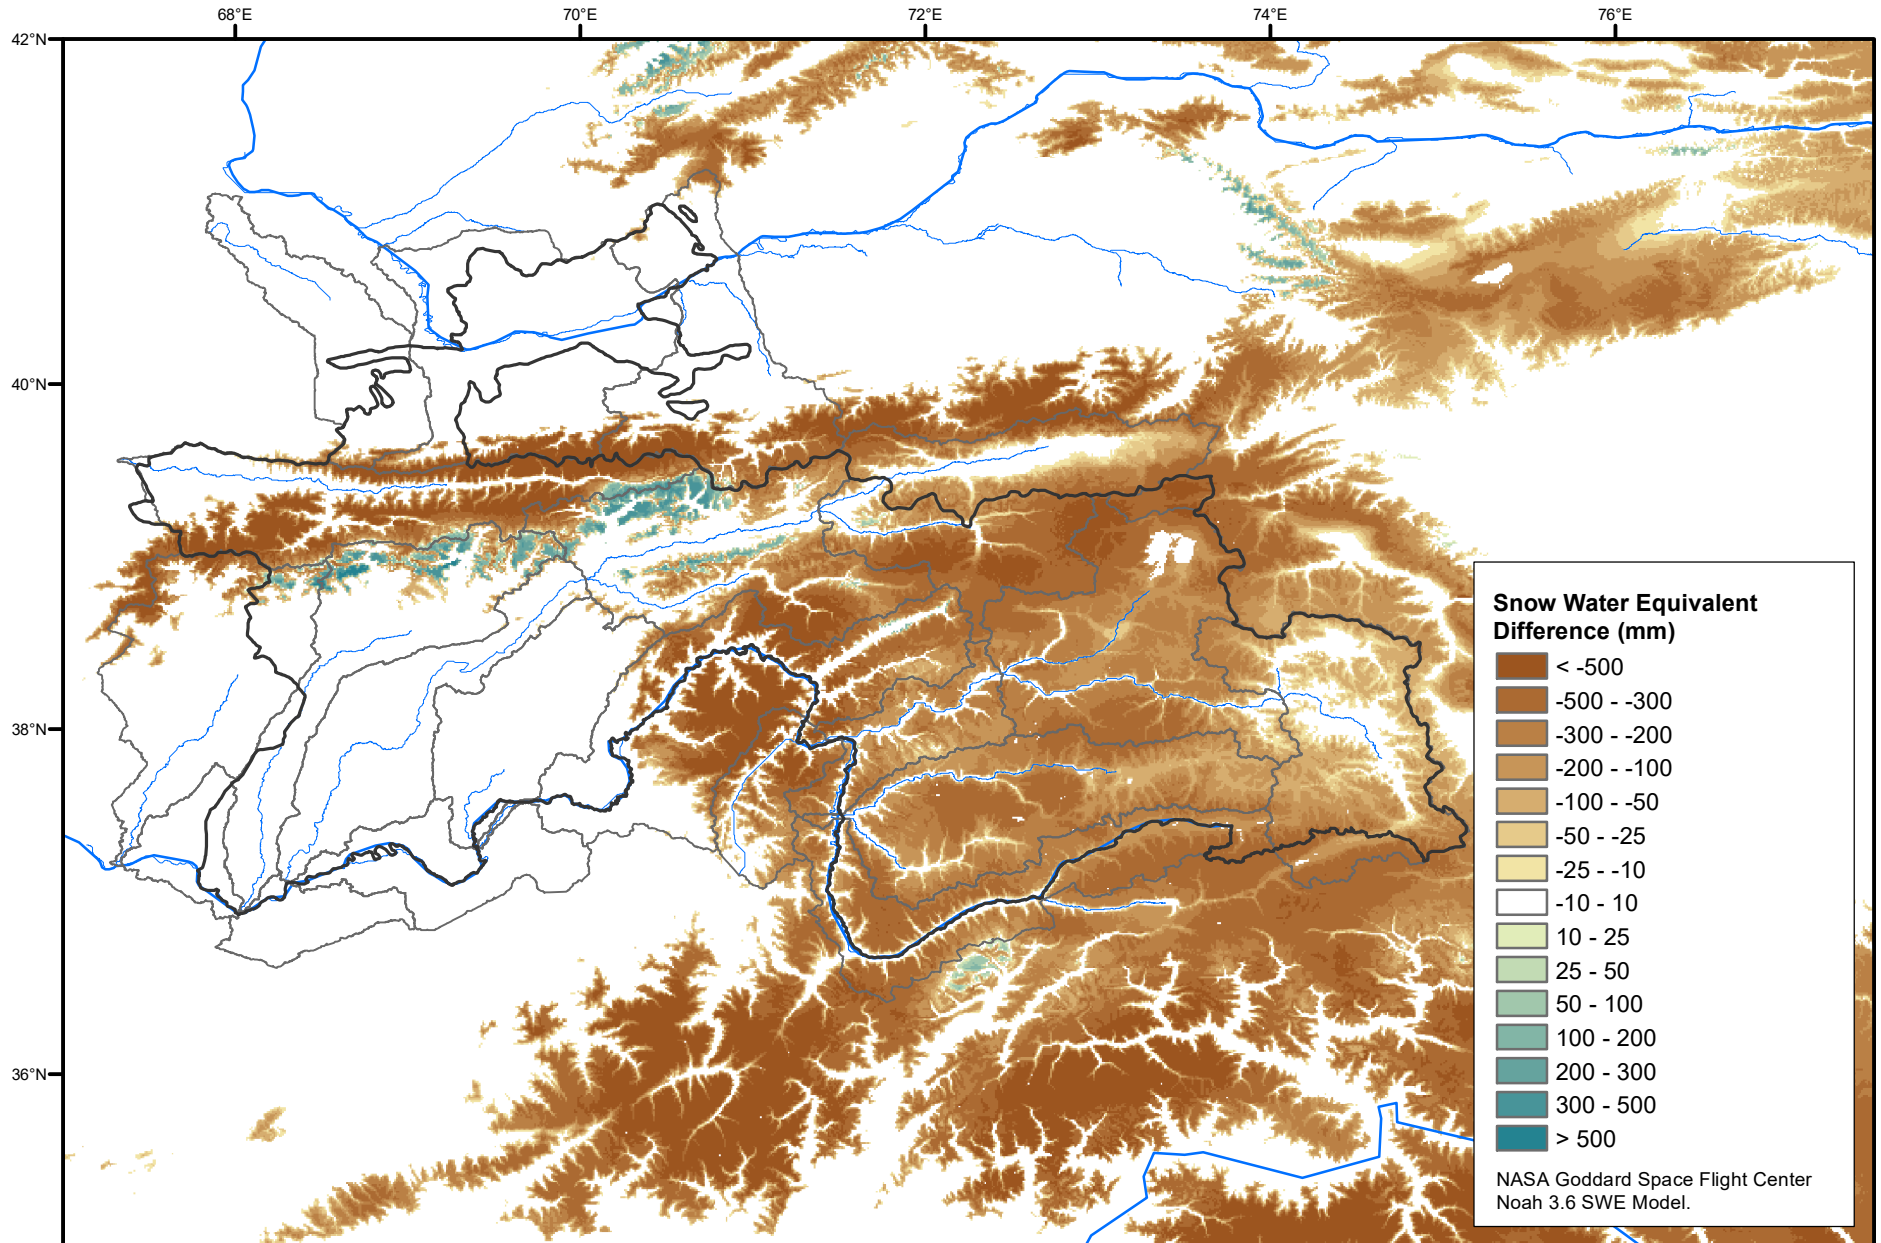 68°E 70°E 72°E 74°E 76°E
42°N
40°N
38°N
36°N
Snow Water Equivalent
Difference (mm)
< -500
-500 - -300
-300 - -200
-200 - -100
-100 - -50
-50 - -25
-25 - -10
-10 - 10
10 - 25
25 - 50
50 - 100
100 - 200
200 - 300
300 - 500
> 500
NASA Goddard Space Flight Center
Noah 3.6 SWE Model.